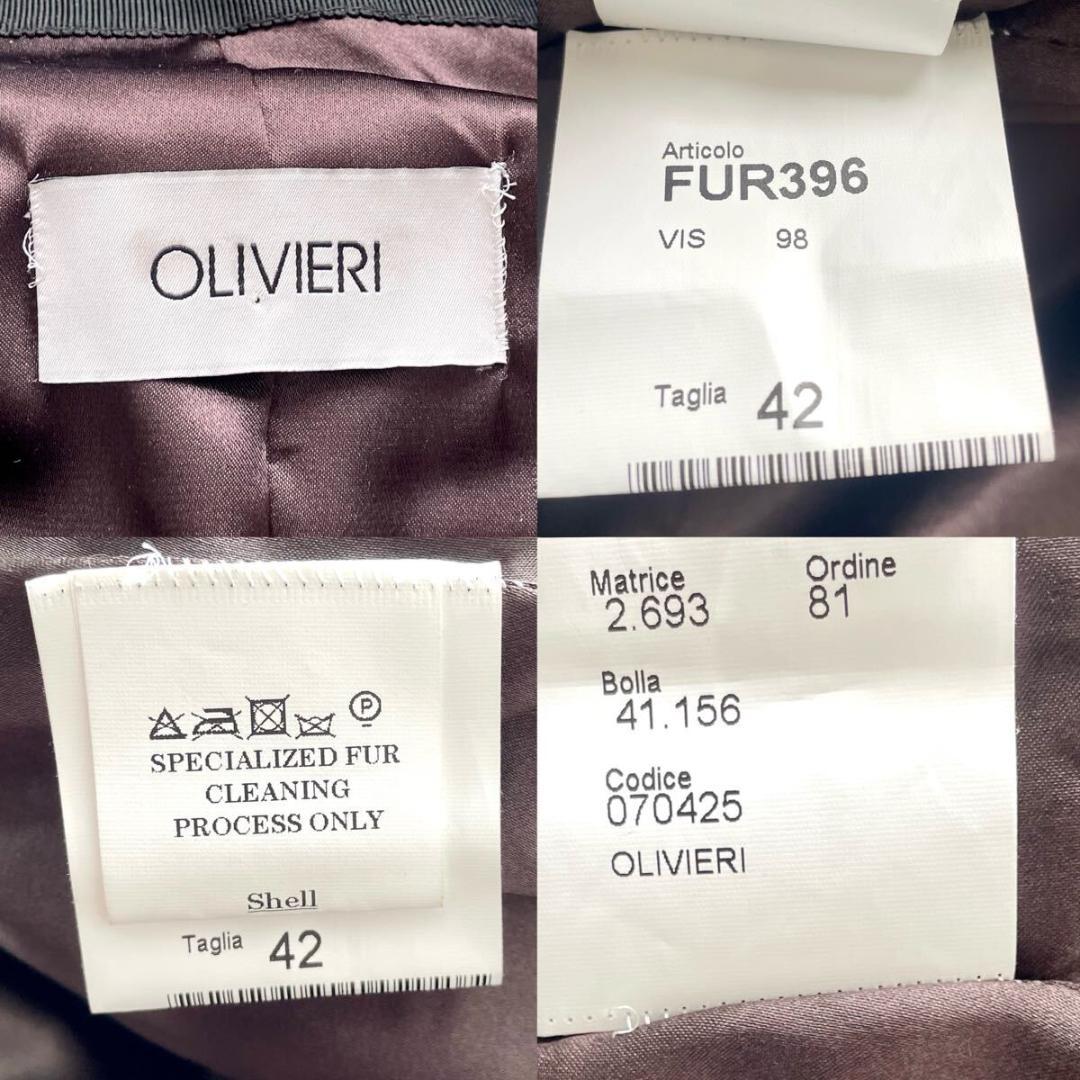 OLIVIERI
Articolo
FUR396
VIS 98
Taglia 42
P
SPECIALIZED FUR
CLEANING
PROCESS ONLY
Shell
Taglia 42
Matrice Ordine
2.693 81
Bolla
41.156
Codice
070425
OLIVIERI